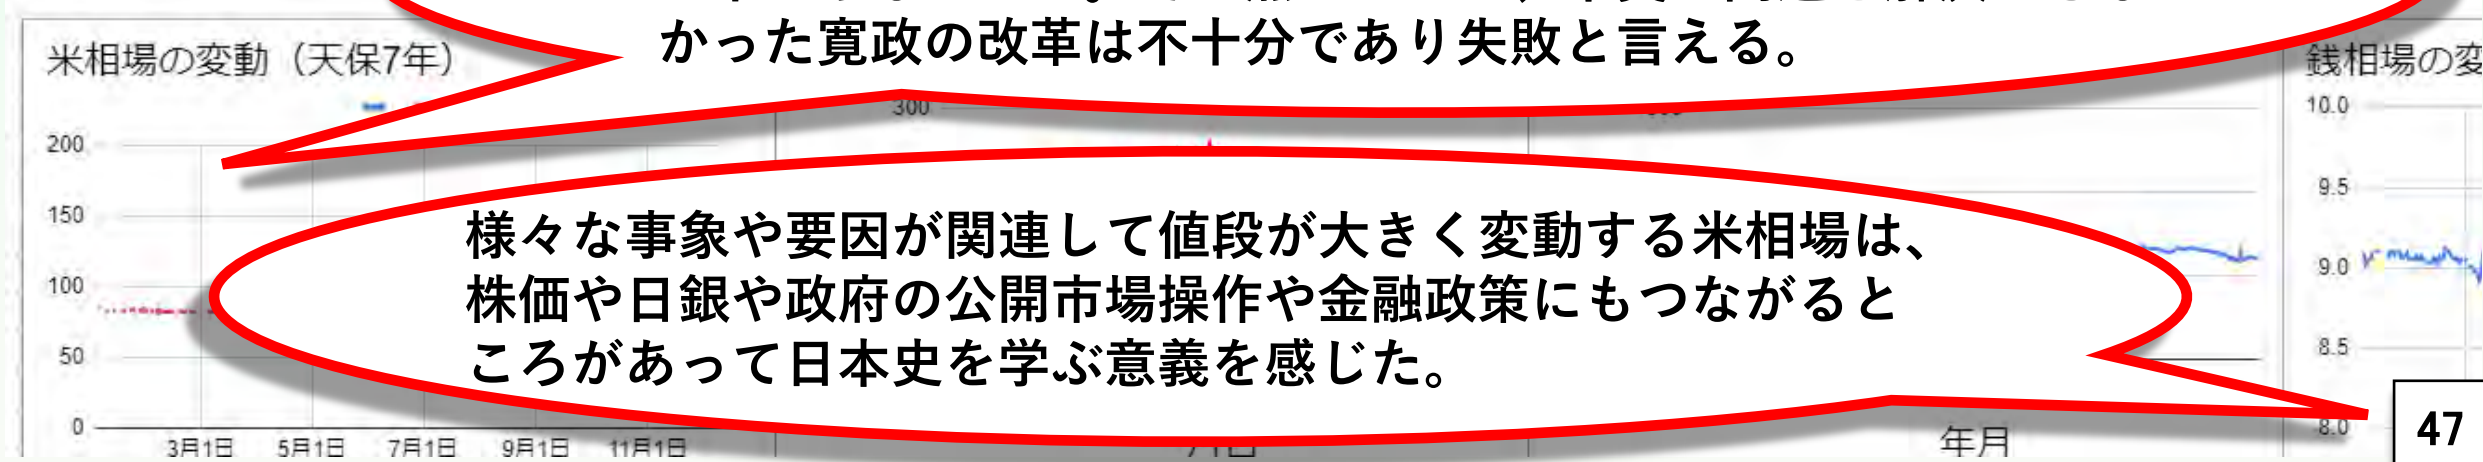 かった寛政の改革は不十分であり失敗と言える。
米相場の変動（天保7年）
銭相場の変
200
150
100
50
0
3月1日 5月1日 7月1日 9月1日 11月1日
300
様々な事象や要因が関連して値段が大きく変動する米相場は、
株価や日銀や政府の公開市場操作や金融政策にもつながると
ころがあって日本史を学ぶ意義を感じた。
年月
10.0
9.5
9.0
8.5
8.0
47